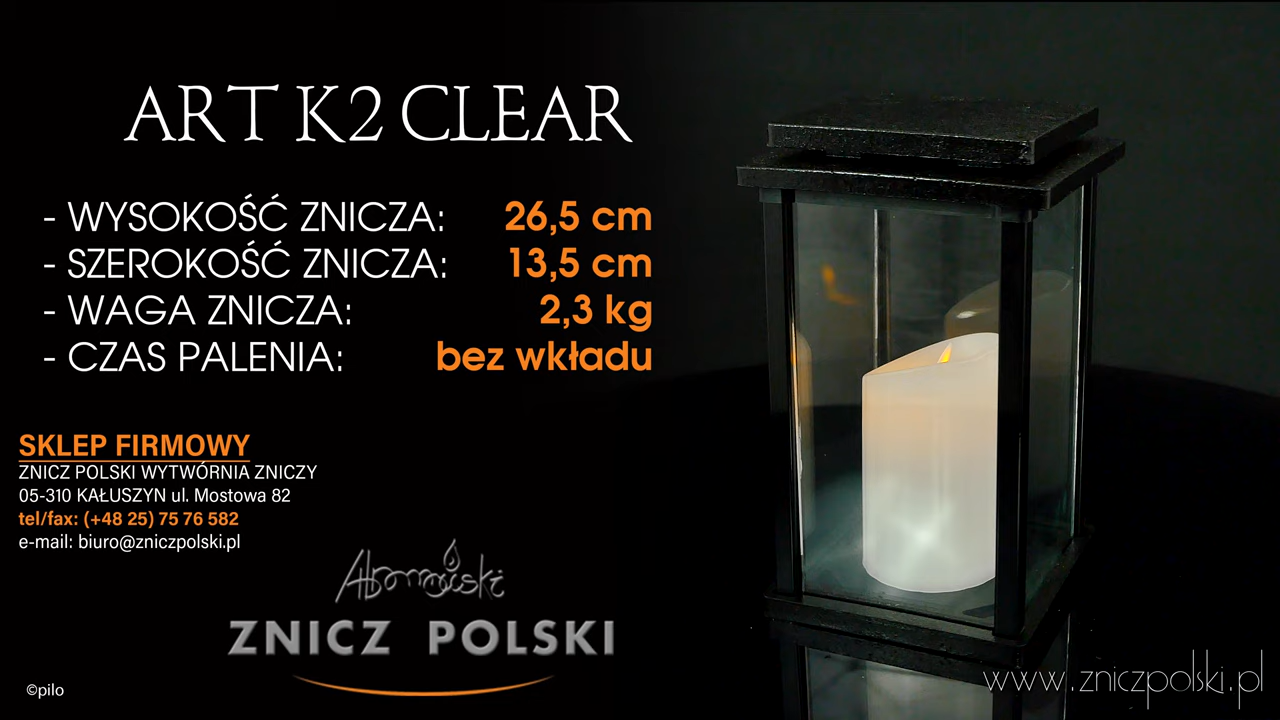 ART K2 CLEAR
- WYSOKOŚĆ ZNICZA: 26,5 cm
- SZEROKOŚĆ ZNICZA: 13,5 cm
- WAGA ZNICZA: 2,3 kg
- CZAS PALENIA: bez wkładu
SKLEP FIRMOWY
ZNICZ POLSKI WYTWÓRNIA ZNICZY
05-310 KAŁUSZYN ul. Mostowa 82
tel/fax: (+48 25) 75 76 582
e-mail: biuro@zniczpolski.pl
ZNICZ POLSKI
©pilo
www.zniczpolski.pl